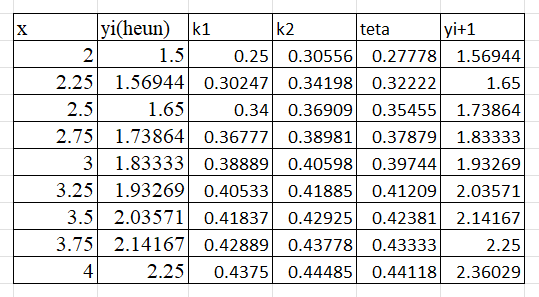 x yi(heun) k1 k2 teta yi+1
2 1.5 0.25 0.30556 0.27778 1.56944
2.25 1.56944 0.30247 0.34198 0.32222 1.65
2.5 1.65 0.34 0.36909 0.35455 1.73864
2.75 1.73864 0.36777 0.38981 0.37879 1.83333
3 1.83333 0.38889 0.40598 0.39744 1.93269
3.25 1.93269 0.40533 0.41885 0.41209 2.03571
3.5 2.03571 0.41837 0.42925 0.42381 2.14167
3.75 2.14167 0.42889 0.43778 0.43333 2.25
4 2.25 0.4375 0.44485 0.44118 2.36029